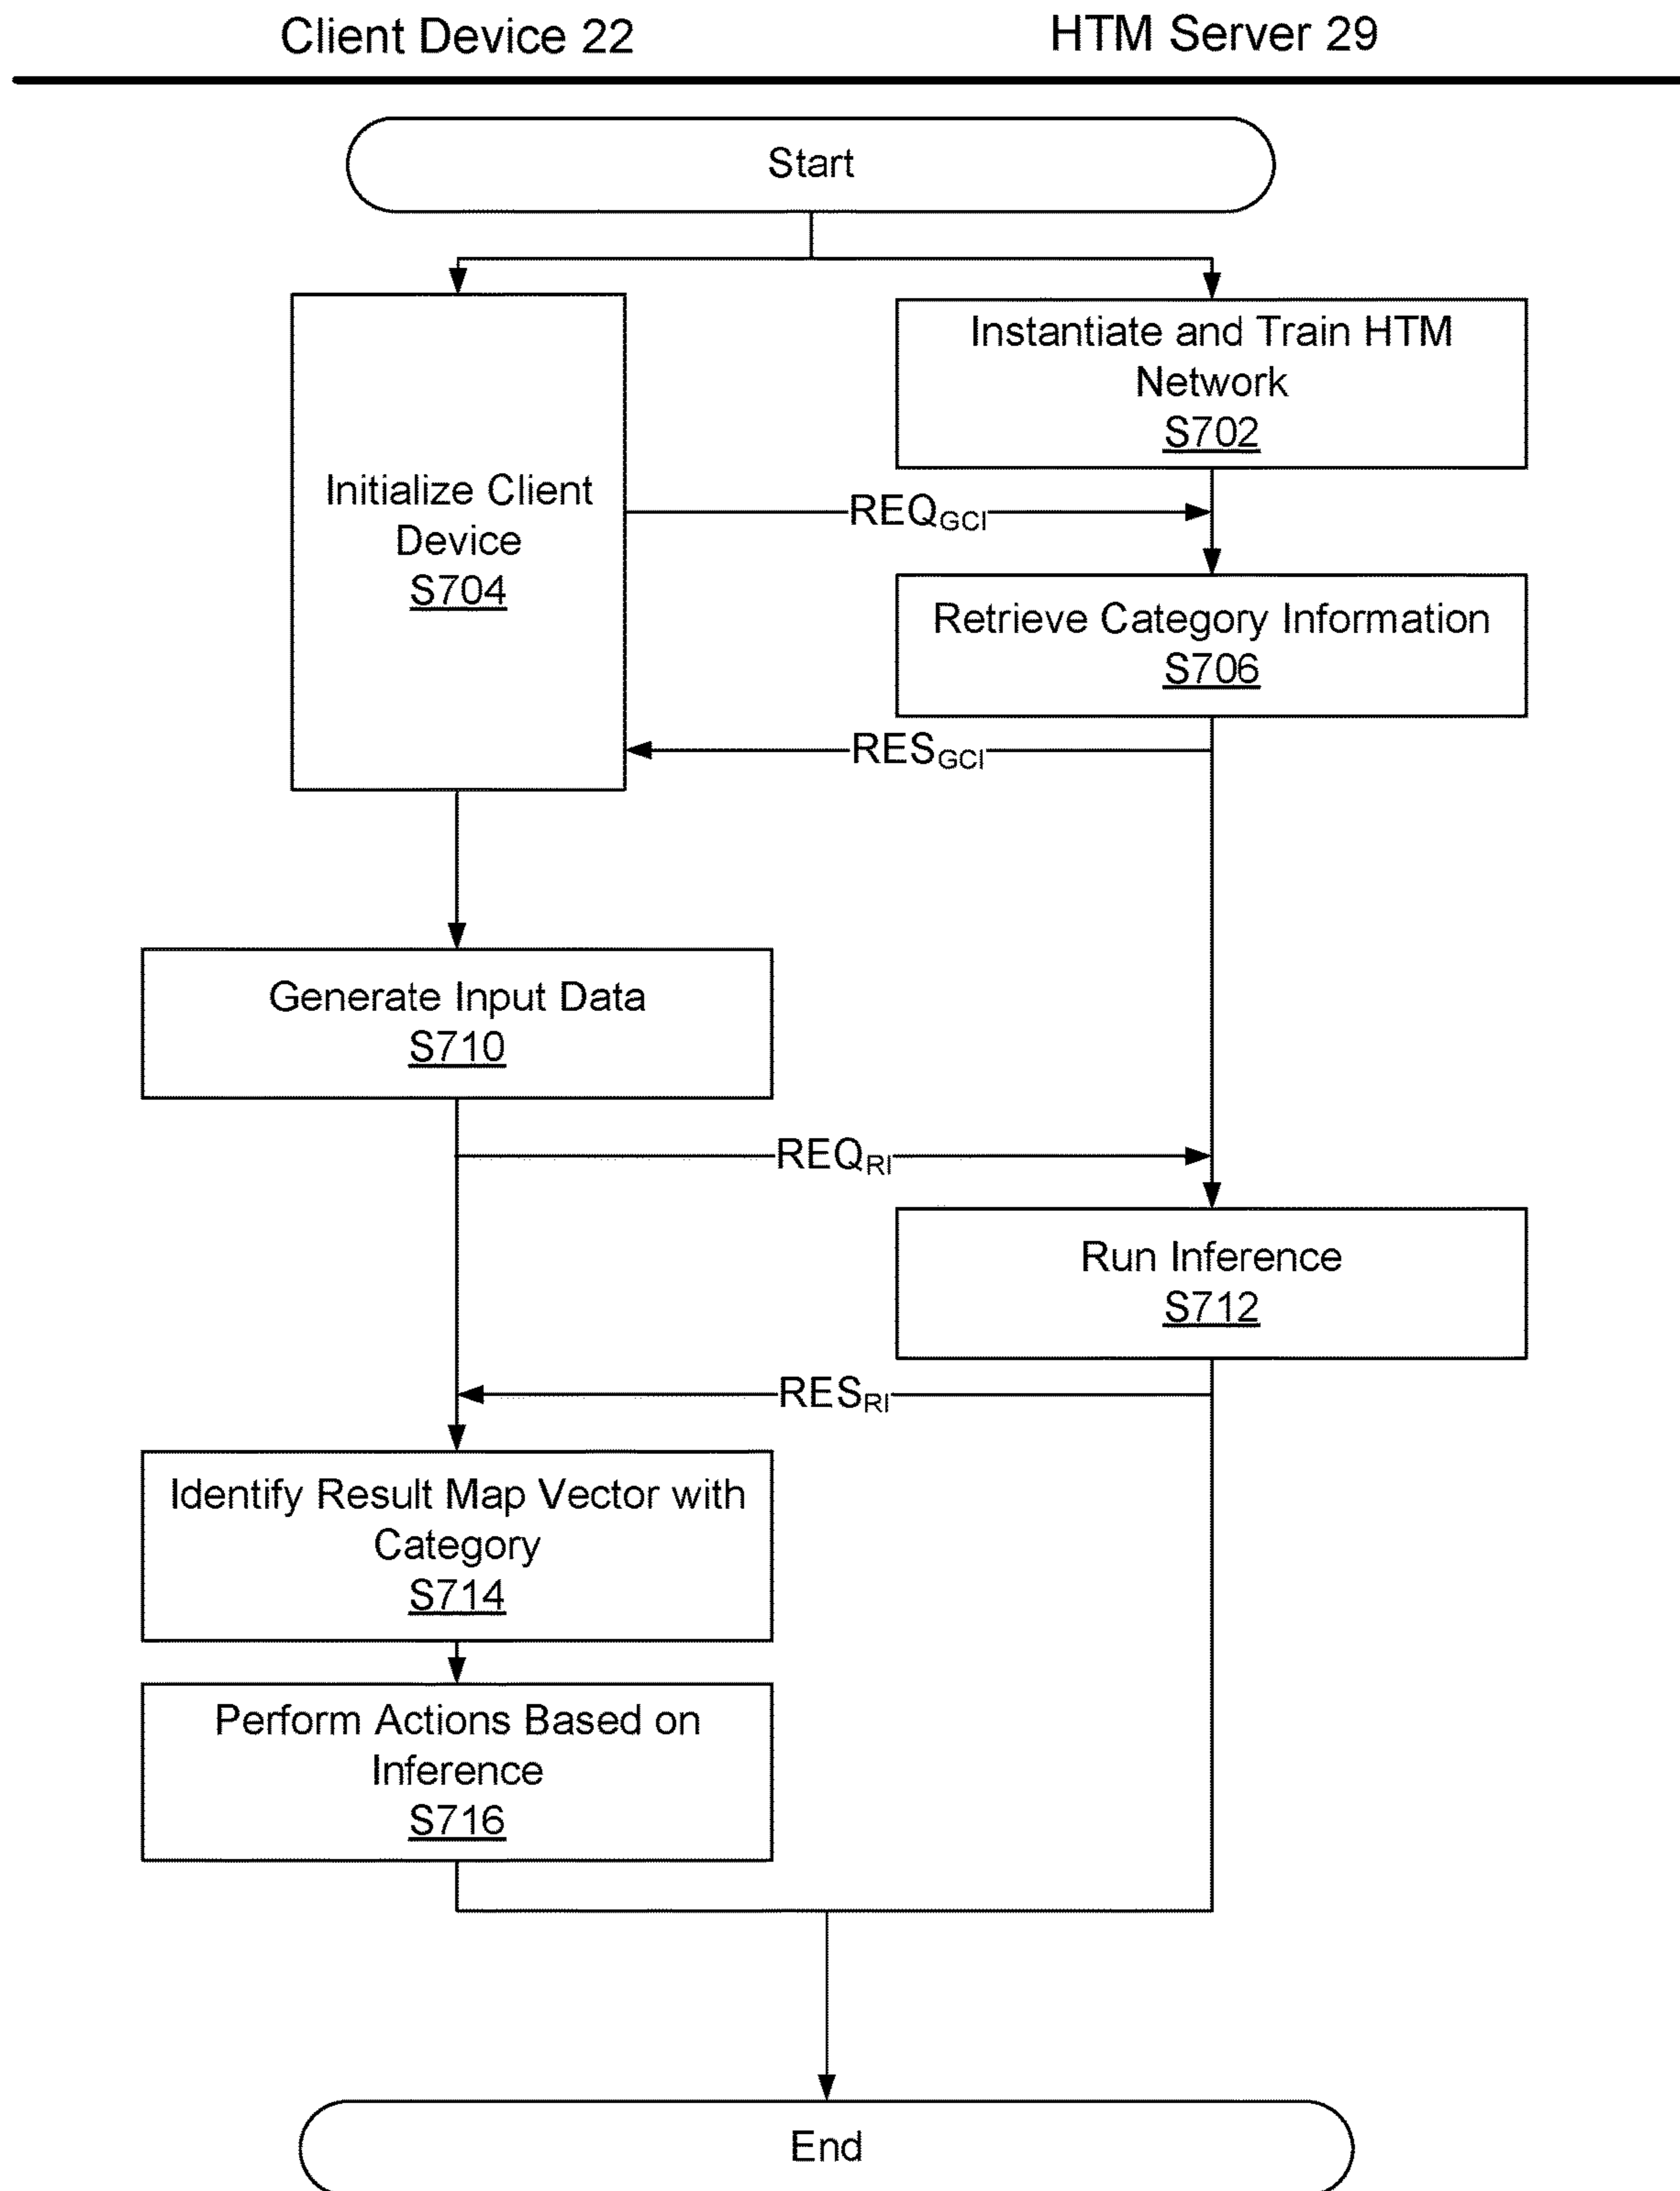 Client Device 22
HTM Server 29
Start
Instantiate and Train HTM
Network
S702
Initialize Client
Device
S704
REQGCI
Retrieve Category Information
S706
RESGCI
Generate Input Data
S710
REQRI
Run Inference
S712
RESRI
Identify Result Map Vector with
Category
S714
Perform Actions Based on
Inference
S716
End